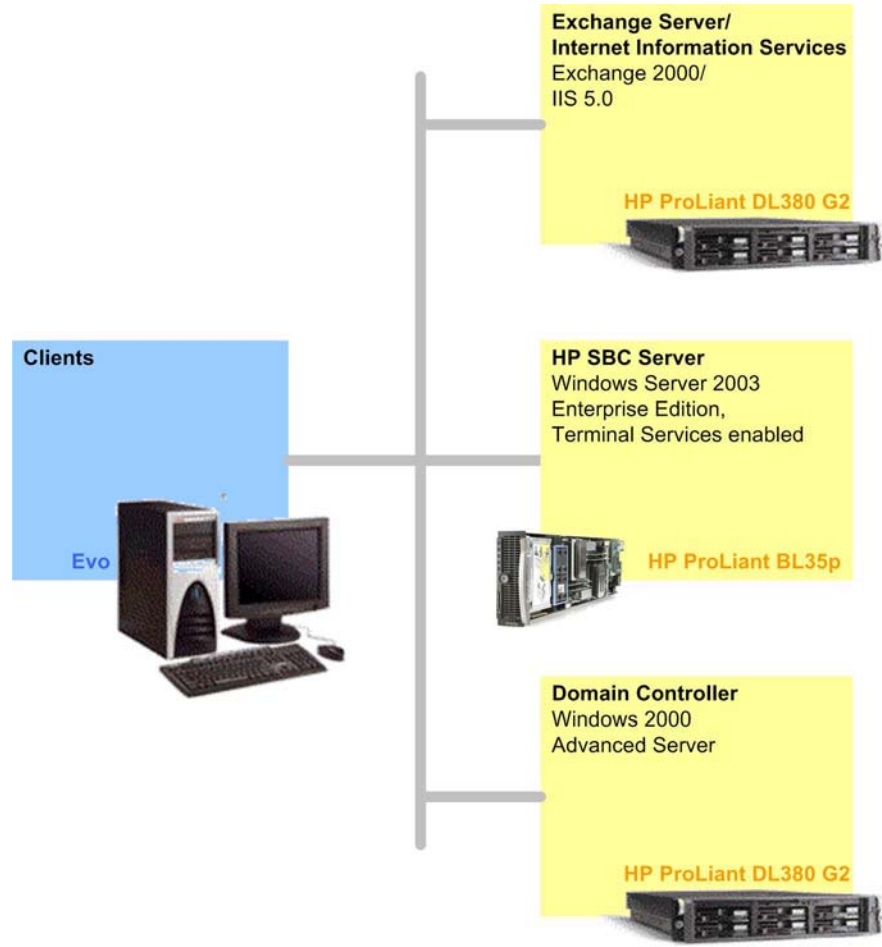 Exchange Server/
Internet Information Services
Exchange 2000/
IIS 5.0
HP ProLiant DL380 G2
Clients
Evo
HP SBC Server
Windows Server 2003
Enterprise Edition,
Terminal Services enabled
HP ProLiant BL35p
Domain Controller
Windows 2000
Advanced Server
HP ProLiant DL380 G2